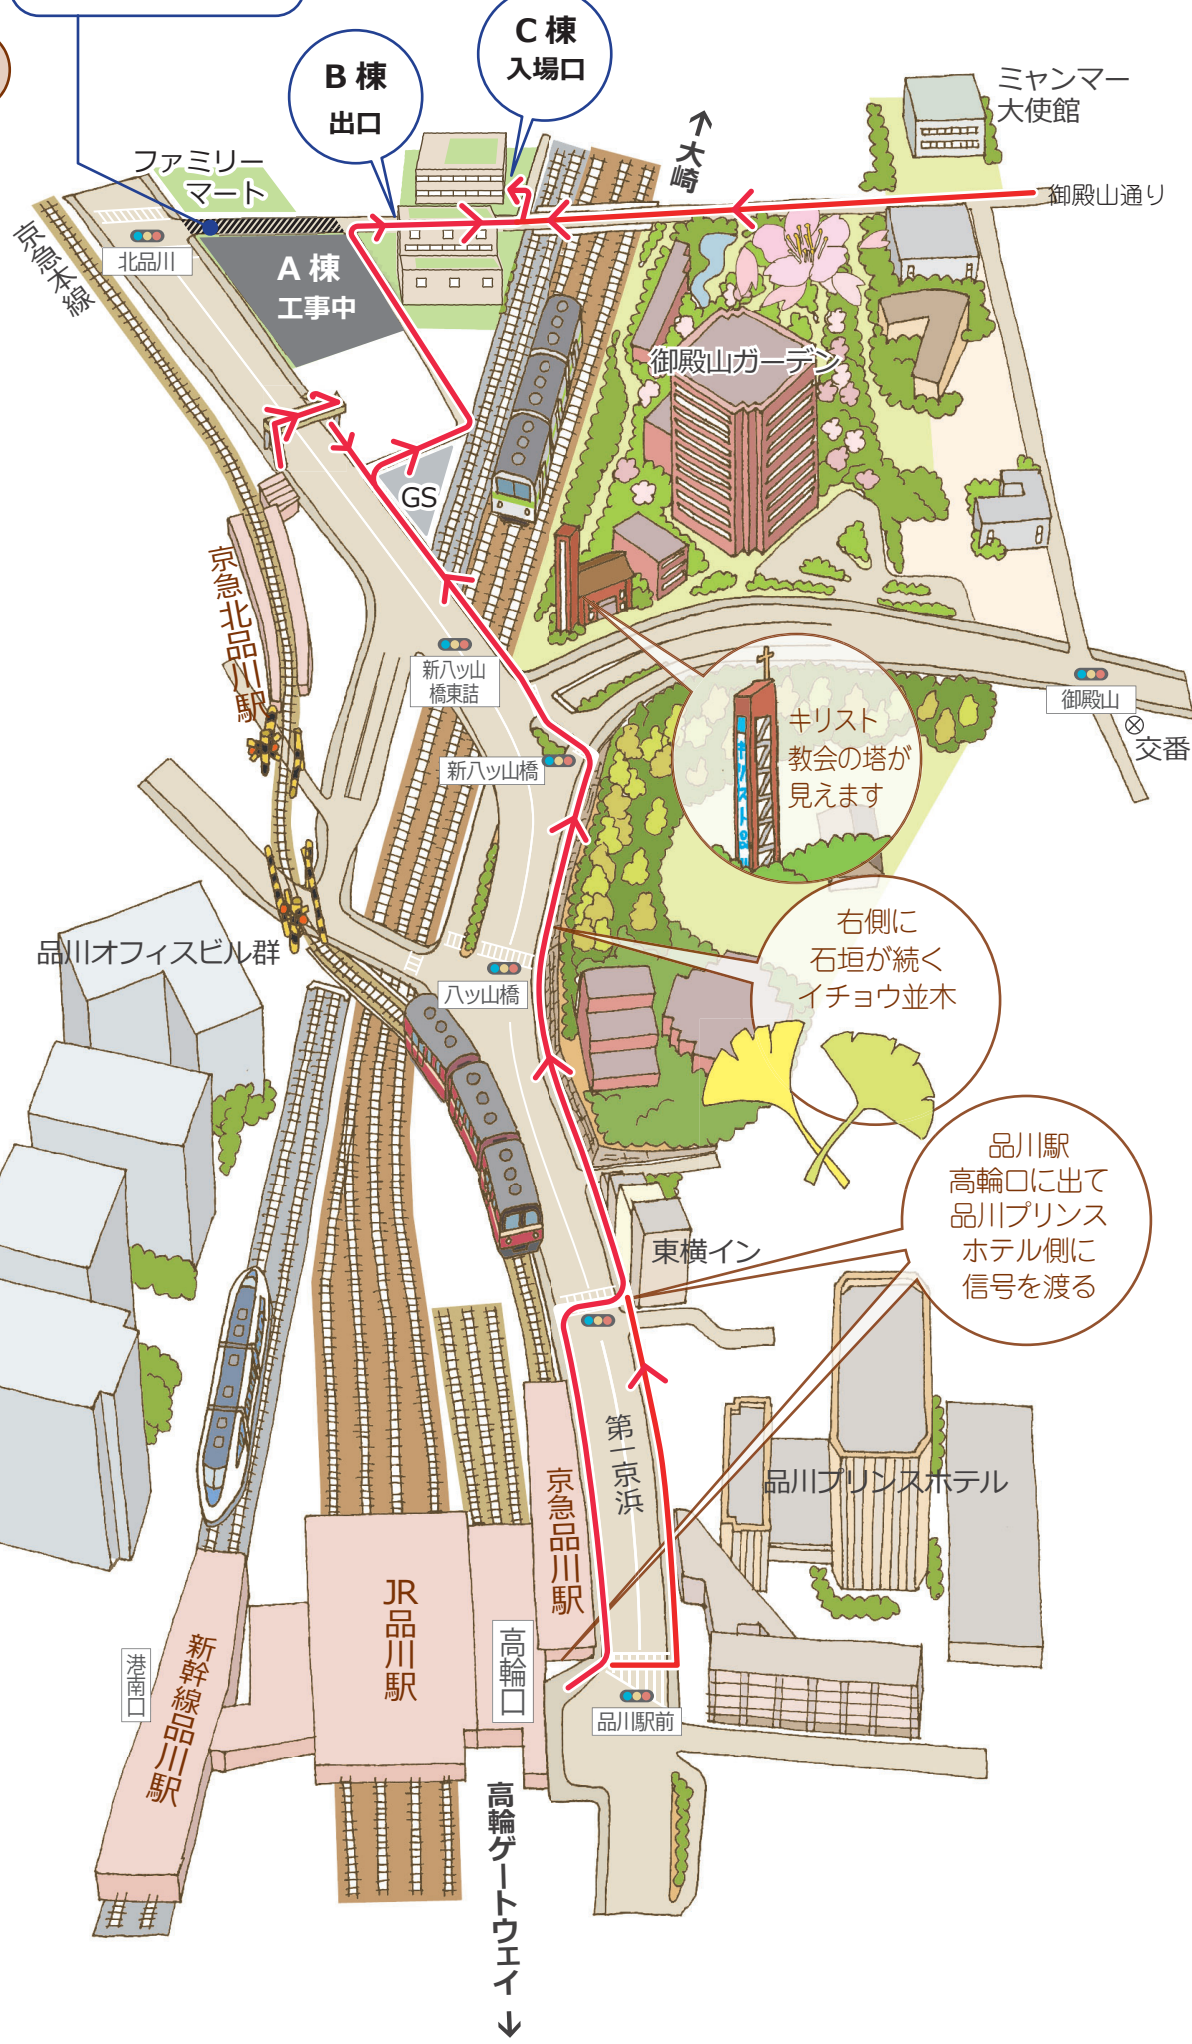 B棟
出口
C棟
入場口
ミャンマー
大使館
↑大崎
ファミリー
マート
御殿山通り
京急本線
北品川
A棟
工事中
御殿山ガーデン
GS
京急北品川駅
新八ッ山
橋東詰
御殿山
交番
新八ッ山橋
キリスト
教会の塔が
見えます
右側に
石垣が続く
イチョウ並木
品川オフィスビル群
八ッ山橋
品川駅
高輪口に出て
品川プリンス
ホテル側に
信号を渡る
東横イン
第一京浜
品川プリンスホテル
京急品川駅
JR品川駅
高輪口
新幹線品川駅
港南口
品川駅前
高輪ゲートウェイ↓